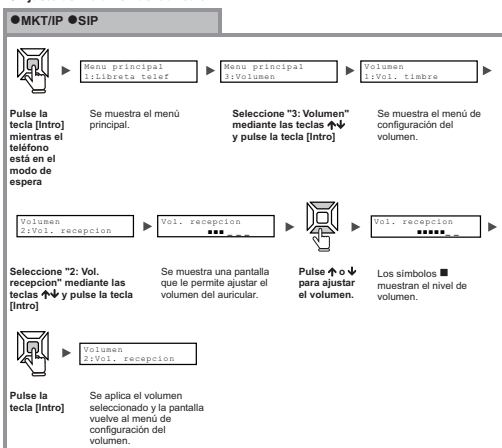 ●MKT/IP ●SIP
Menu principal
1:Libreta telef
Menu principal
3:Volumen
Volumen
1:Vol. timbre
Pulse la
tecla [Intro]
mientras el
teléfono
está en el
modo de
espera
Se muestra el menú
principal.
Seleccione "3: Volumen"
mediante las teclas ↑↓
y pulse la tecla [Intro]
Se muestra el menú de
configuración del
volumen.
Volumen
2:Vol. recepcion
Vol. recepcion
■■■_ _ _
Vol. recepcion
■■■■■_ _
Seleccione "2: Vol.
recepcion" mediante las
teclas ↑↓ y pulse la tecla
[Intro]
Se muestra una pantalla
que le permite ajustar el
volumen del auricular.
Pulse ↑ o ↓
para ajustar
el volumen.
Los símbolos ■
muestran el nivel de
volumen.
Volumen
2:Vol. recepcion
Pulse la
tecla [Intro]
Se aplica el volumen
seleccionado y la pantalla
vuelve al menú de
configuración del
volumen.